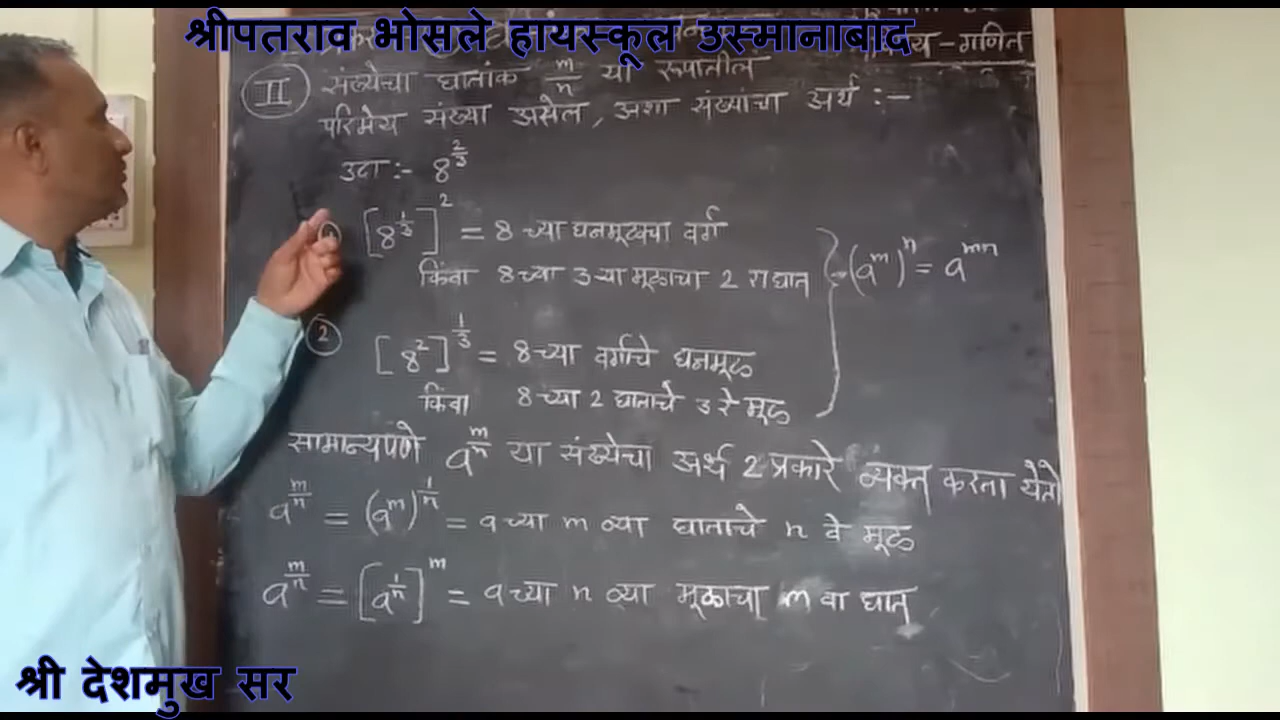 श्रीपतराव भोसले हायस्कूल उस्मानाबाद
गणित
II संख्येचा घातांक m/n या रूपातील
परिमेय संख्या असेल, अशा संख्यांचा अर्थ :-
उदा :- 8^(2/3)
① [8^(1/3)]^2 = 8 च्या घनमूळाचा वर्ग
किंवा 8 च्या 3 ऱ्या मूळाचा 2 रा घात
} - (a^m)^n = a^(mn)
② [8^2]^(1/3) = 8 च्या वर्गाचे घनमूळ
किंवा 8 च्या 2 घाताचे 3 रे मूळ
सामान्यपणे a^(m/n) या संख्येचा अर्थ 2 प्रकारे व्यक्त करता येतो
a^(m/n) = (a^m)^(1/n) = a च्या m व्या घाताचे n वे मूळ
a^(m/n) = [a^(1/n)]^m = a च्या n व्या मूळाचा m वा घात
श्री देशमुख सर